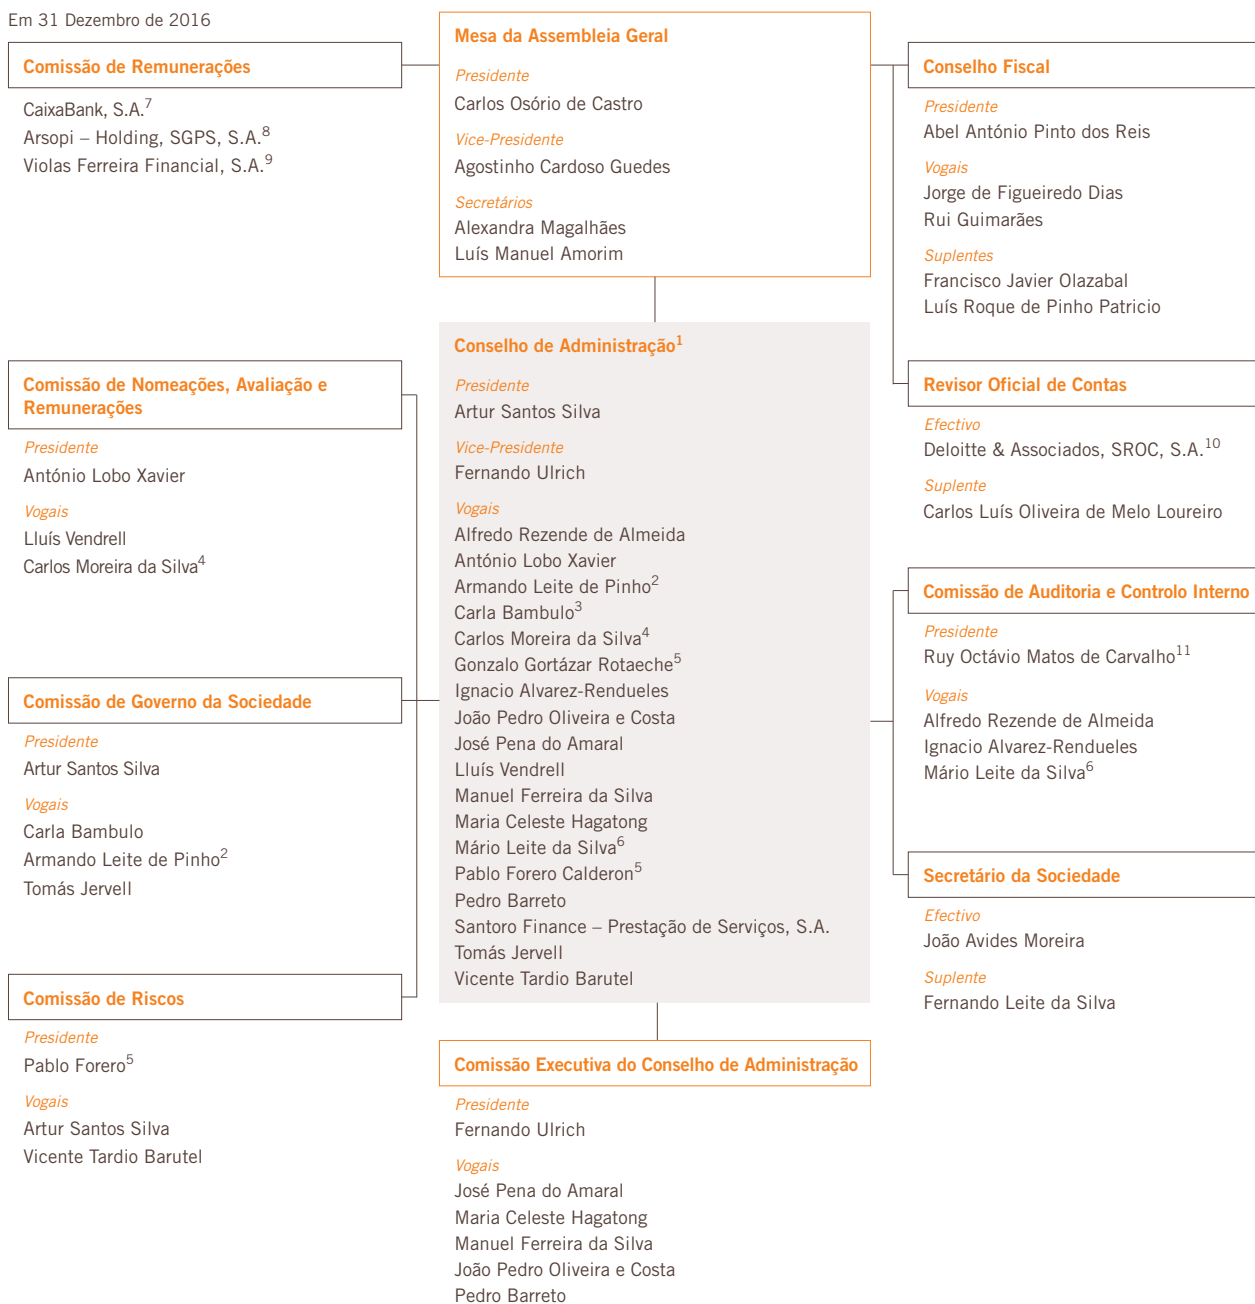 Em 31 Dezembro de 2016
Comissão de Remunerações
CaixaBank, S.A.7
Arsopi – Holding, SGPS, S.A.8
Violas Ferreira Financial, S.A.9
Mesa da Assembleia Geral
Presidente
Carlos Osório de Castro
Vice-Presidente
Agostinho Cardoso Guedes
Secretários
Alexandra Magalhães
Luís Manuel Amorim
Conselho Fiscal
Presidente
Abel António Pinto dos Reis
Vogais
Jorge de Figueiredo Dias
Rui Guimarães
Suplentes
Francisco Javier Olazabal
Luís Roque de Pinho Patricio
Comissão de Nomeações, Avaliação e
Remunerações
Presidente
António Lobo Xavier
Vogais
Lluís Vendrell
Carlos Moreira da Silva4
Comissão de Governo da Sociedade
Presidente
Artur Santos Silva
Vogais
Carla Bambulo
Armando Leite de Pinho2
Tomás Jervell
Comissão de Riscos
Presidente
Pablo Forero5
Vogais
Artur Santos Silva
Vicente Tardio Barutel
Conselho de Administração1
Presidente
Artur Santos Silva
Vice-Presidente
Fernando Ulrich
Vogais
Alfredo Rezende de Almeida
António Lobo Xavier
Armando Leite de Pinho2
Carla Bambulo3
Carlos Moreira da Silva4
Gonzalo Gortázar Rotaeche5
Ignacio Alvarez-Rendueles
João Pedro Oliveira e Costa
José Pena do Amaral
Lluís Vendrell
Manuel Ferreira da Silva
Maria Celeste Hagatong
Mário Leite da Silva6
Pablo Forero Calderon5
Pedro Barreto
Santoro Finance – Prestação de Serviços, S.A.
Tomás Jervell
Vicente Tardio Barutel
Comissão Executiva do Conselho de Administração
Presidente
Fernando Ulrich
Vogais
José Pena do Amaral
Maria Celeste Hagatong
Manuel Ferreira da Silva
João Pedro Oliveira e Costa
Pedro Barreto
Revisor Oficial de Contas
Efectivo
Deloitte & Associados, SROC, S.A.10
Suplente
Carlos Luís Oliveira de Melo Loureiro
Comissão de Auditoria e Controlo Interno
Presidente
Ruy Octávio Matos de Carvalho11
Vogais
Alfredo Rezende de Almeida
Ignacio Alvarez-Rendueles
Mário Leite da Silva6
Secretário da Sociedade
Efectivo
João Avides Moreira
Suplente
Fernando Leite da Silva